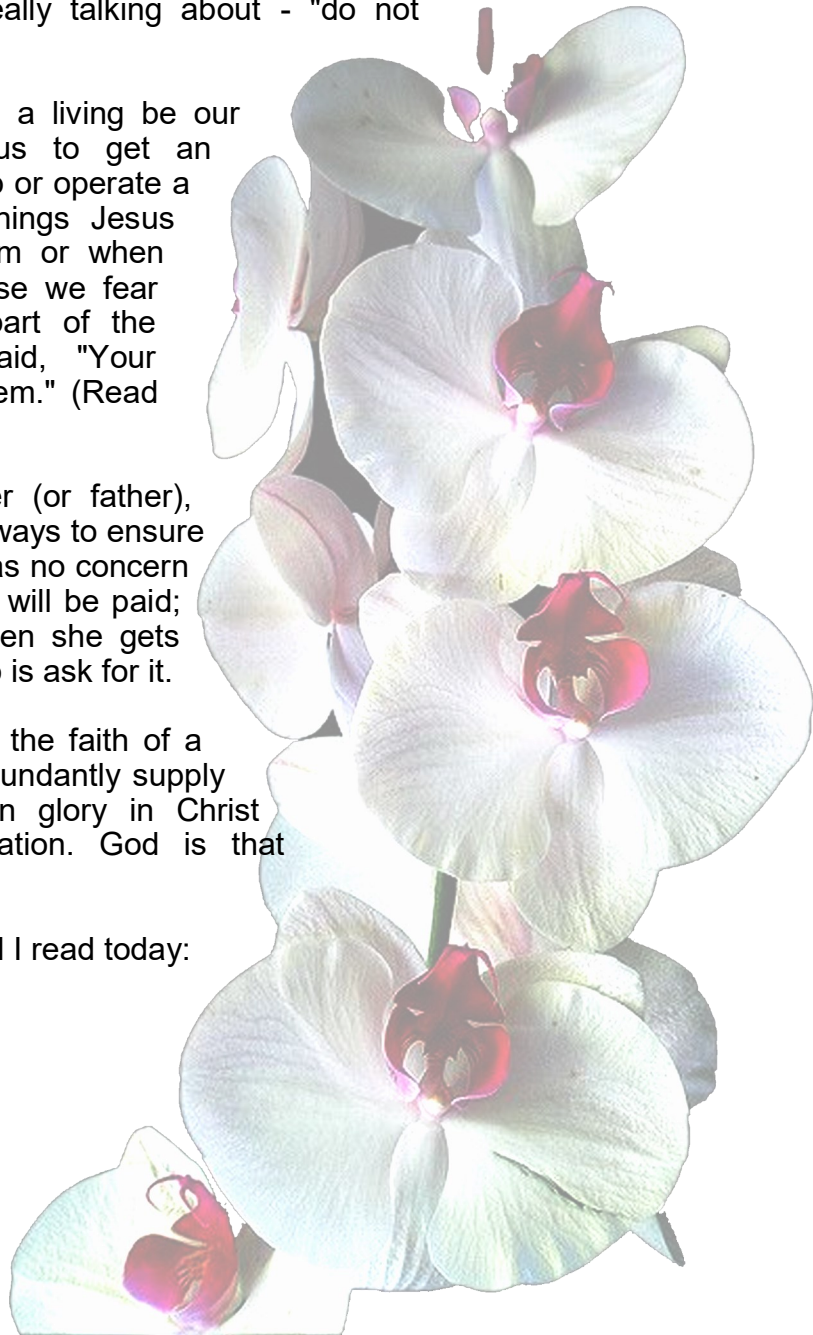 eally talking about - "do not
a living be our
us to get an
or operate a
hings Jesus
m or when
se we fear
part of the
aid, "Your
em." (Read
er (or father),
ways to ensure
as no concern
will be paid;
en she gets
is ask for it.
the faith of a
undantly supply
n glory in Christ
ation. God is that
I read today: